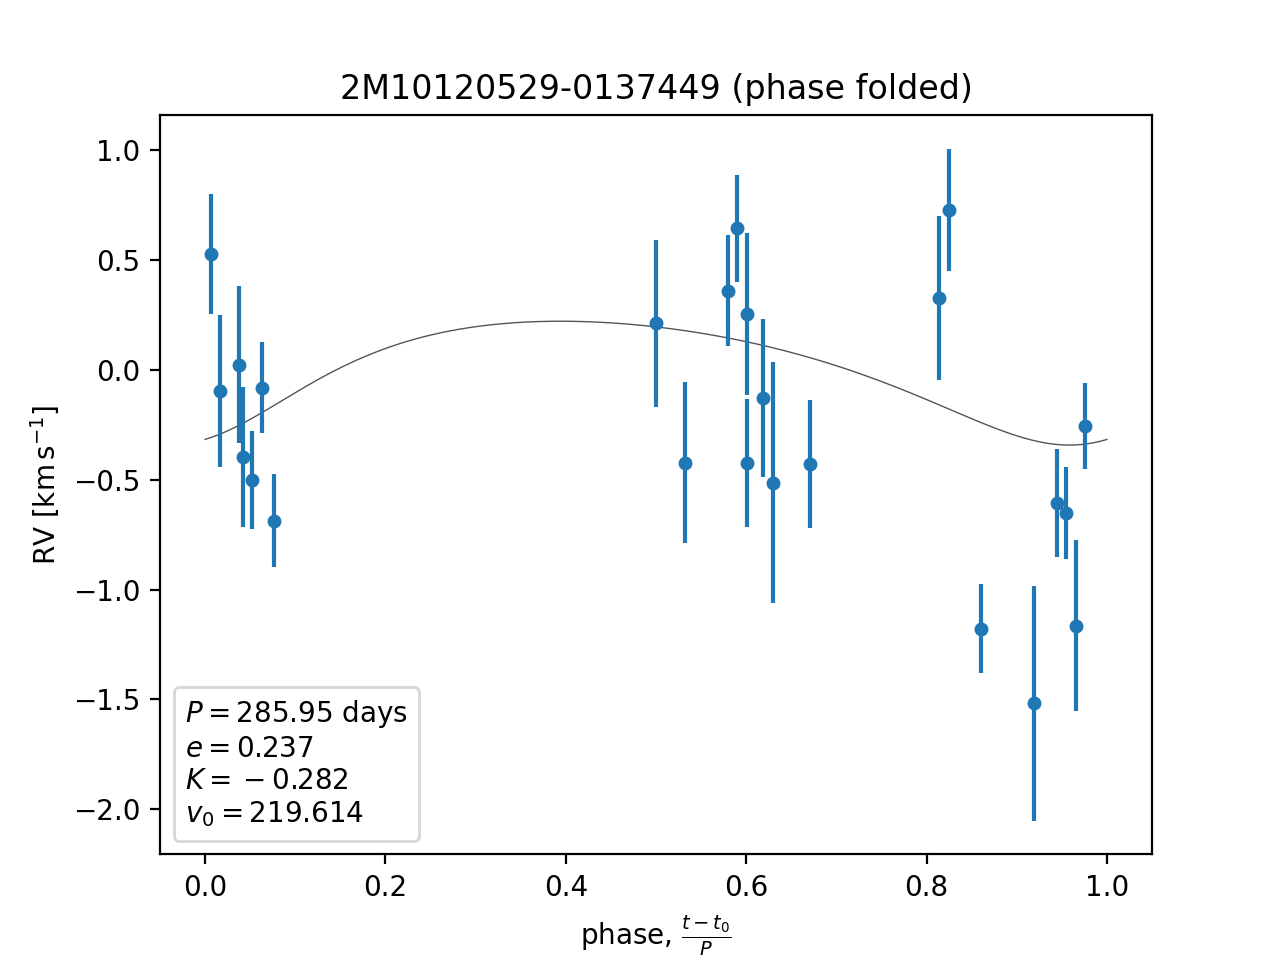 2M10120529-0137449 (phase folded)
1.0
0.5
0.0
−0.5
−1.0
−1.5
−2.0
RV [km s⁻¹]
P = 285.95 days
e = 0.237
K = −0.282
v₀ = 219.614
0.0 0.2 0.4 0.6 0.8 1.0
phase, (t − t₀)/P